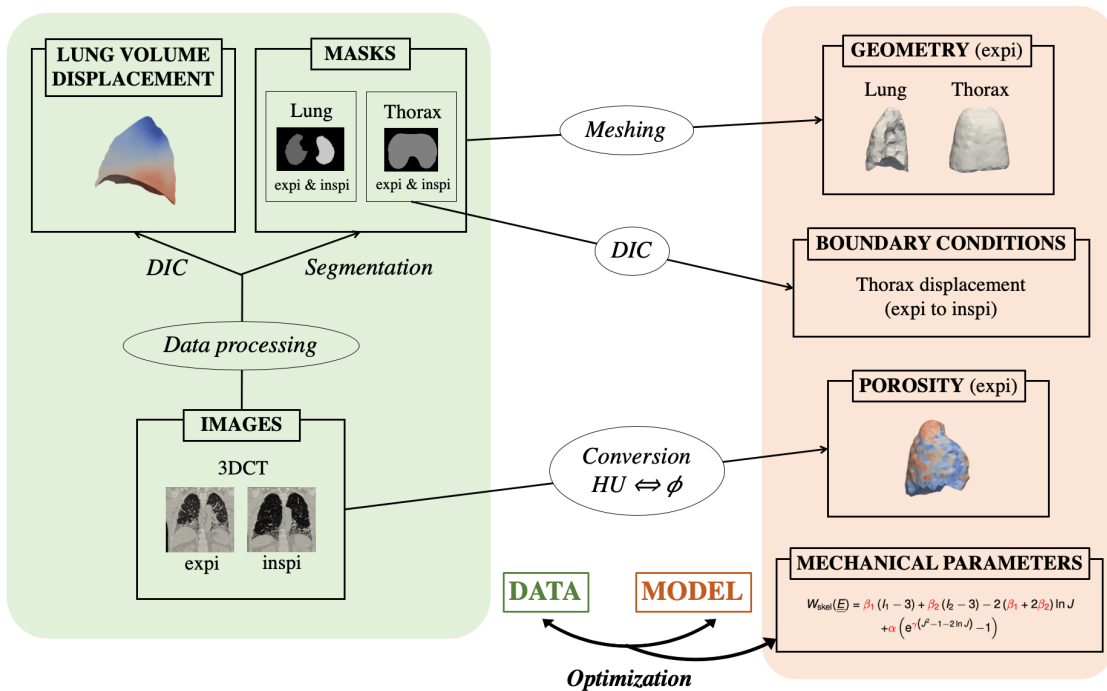 LUNG VOLUME
DISPLACEMENT
MASKS
Lung
expi & inspi
Thorax
expi & inspi
DIC
Segmentation
Data processing
IMAGES
3DCT
expi
inspi
Meshing
DIC
Conversion
HU ⇔ ϕ
GEOMETRY (expi)
Lung
Thorax
BOUNDARY CONDITIONS
Thorax displacement
(expi to inspi)
POROSITY (expi)
MECHANICAL PARAMETERS
W_skel(E) = β₁ (I₁ − 3) + β₂ (I₂ − 3) − 2 (β₁ + 2β₂) ln J
+α (e^γ(J²−1−2 ln J) −1)
DATA
MODEL
Optimization